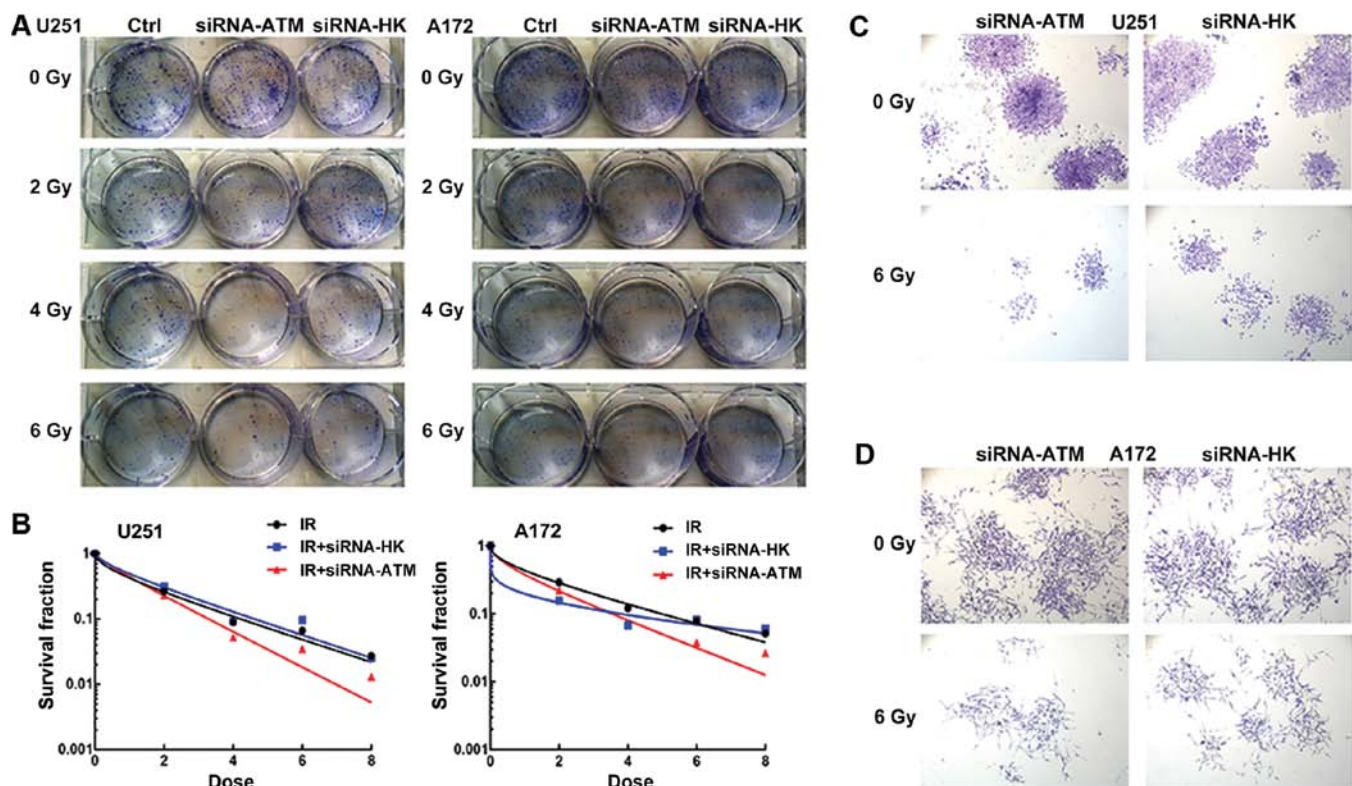 A U251 Ctrl siRNA-ATM siRNA-HK
0 Gy
2 Gy
4 Gy
6 Gy
A172 Ctrl siRNA-ATM siRNA-HK
0 Gy
2 Gy
4 Gy
6 Gy
B
U251
IR
IR+siRNA-HK
IR+siRNA-ATM
Survival fraction
1
0.1
0.01
0.001
0 2 4 6 8
Dose
A172
IR
IR+siRNA-HK
IR+siRNA-ATM
Survival fraction
1
0.1
0.01
0.001
0 2 4 6 8
Dose
C
siRNA-ATM U251 siRNA-HK
0 Gy
6 Gy
D
siRNA-ATM A172 siRNA-HK
0 Gy
6 Gy